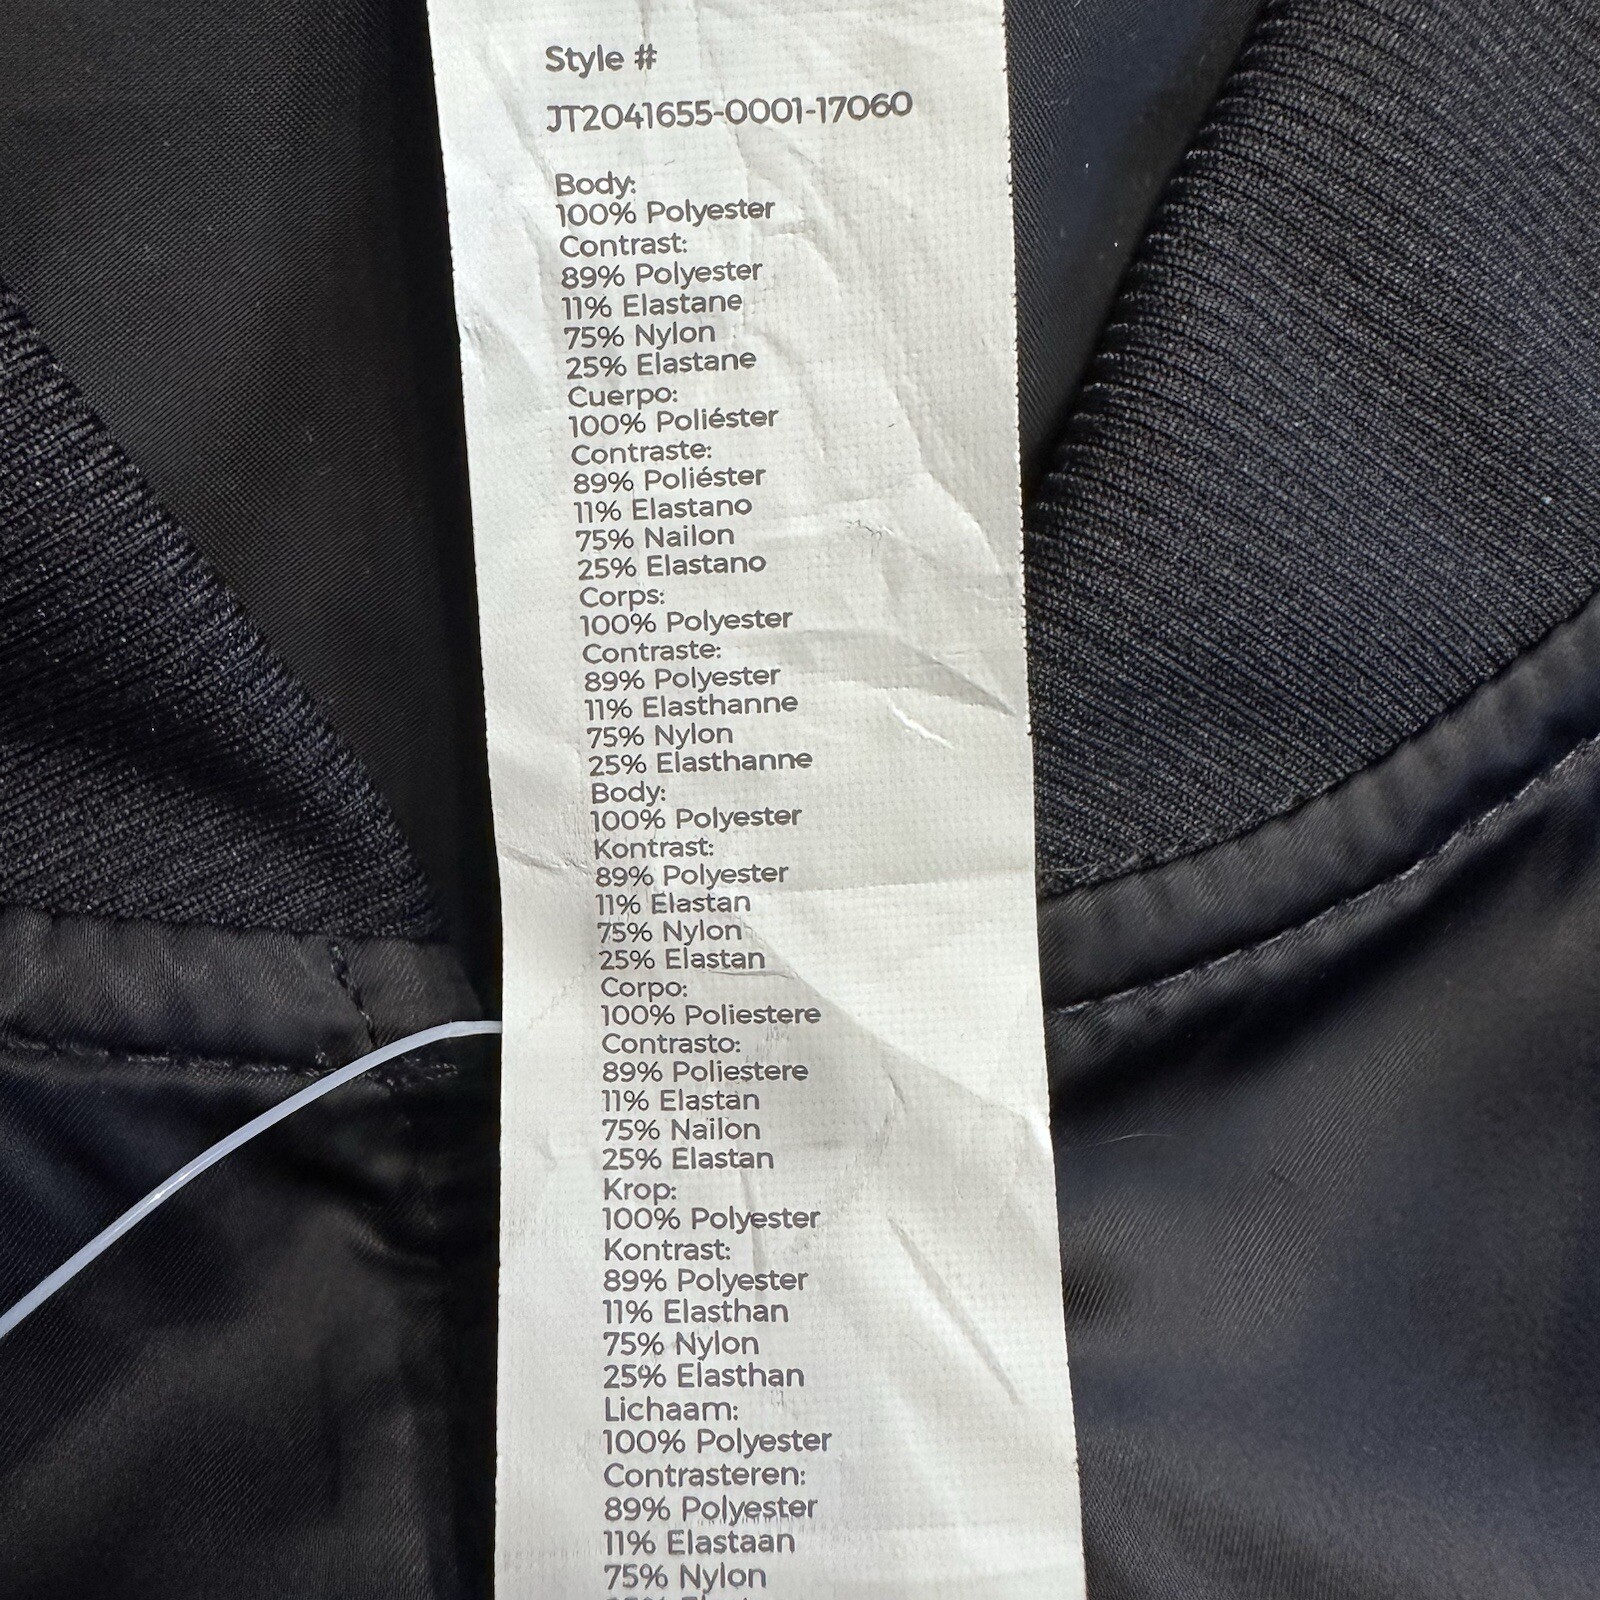 Style #
JT2041655-0001-17060
Body:
100% Polyester
Contrast:
89% Polyester
11% Elastane
75% Nylon
25% Elastane
Cuerpo:
100% Poliéster
Contraste:
89% Poliéster
11% Elastano
75% Nailon
25% Elastano
Corps:
100% Polyester
Contraste:
89% Polyester
11% Elasthanne
75% Nylon
25% Elasthanne
Body:
100% Polyester
Kontrast:
89% Polyester
11% Elastan
75% Nylon
25% Elastan
Corpo:
100% Poliestere
Contrasto:
89% Poliestere
11% Elastan
75% Nailon
25% Elastan
Krop:
100% Polyester
Kontrast:
89% Polyester
11% Elasthan
75% Nylon
25% Elasthan
Lichaam:
100% Polyester
Contrasteren:
89% Polyester
11% Elastaan
75% Nylon